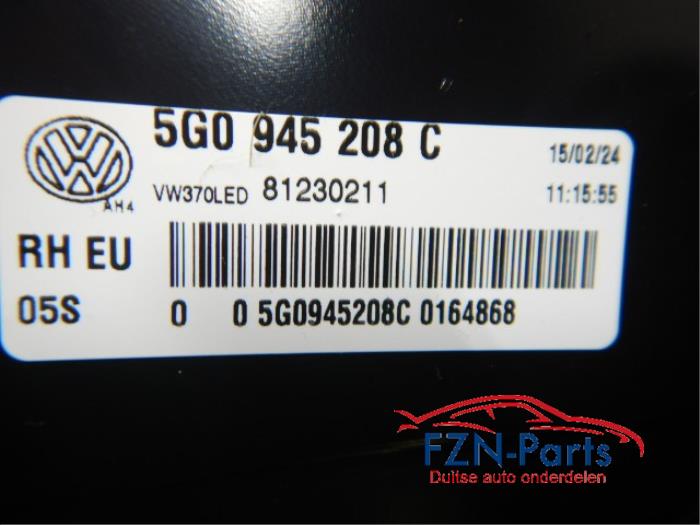 5G0 945 208 C
15/02/24
VW370LED 81230211
11:15:55
AH4
RH EU
05S
0 0 5G0945208C 0164868
FZN-Parts
Duitse auto onderdelen